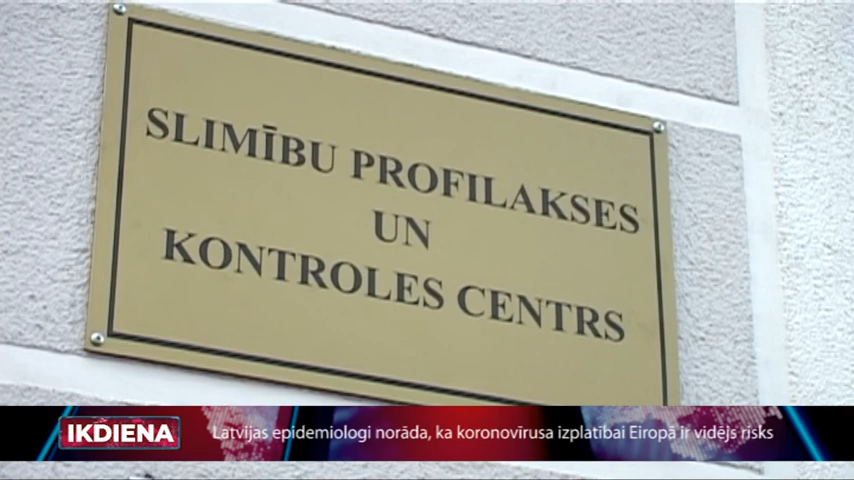 SLIMĪBU PROFILAKSES
UN
KONTROLES CENTRS
IKDIENA
Latvijas epidemiologi norāda, ka koronovīrusa izplatībai Eiropā ir vidējs risks